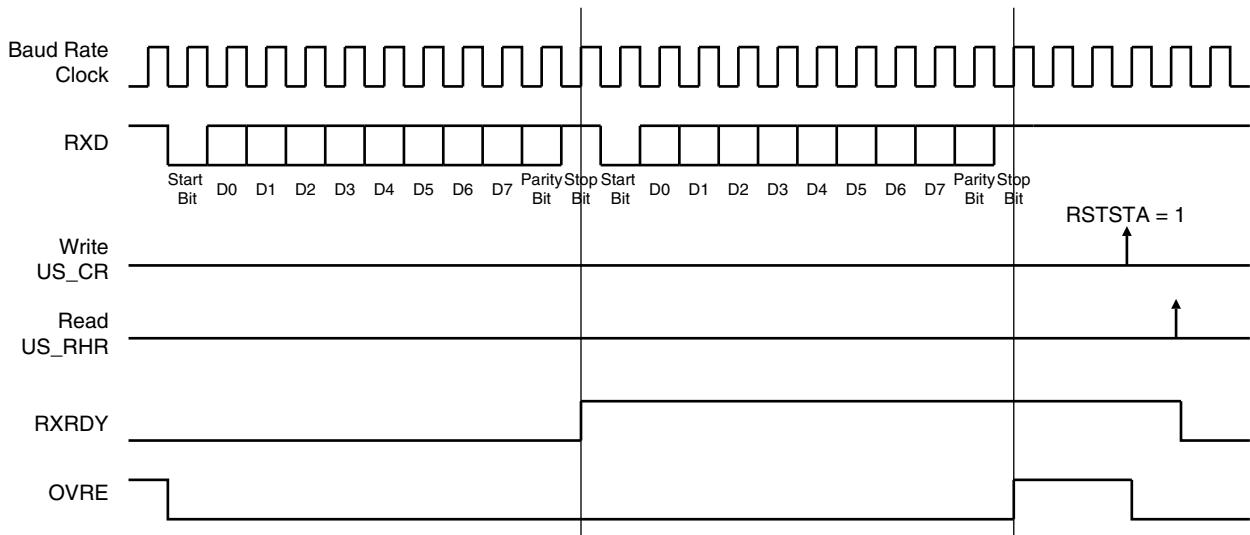 Baud Rate
Clock
RXD
Start
Bit
D0
D1
D2
D3
D4
D5
D6
D7
Parity
Bit
Stop
Bit
Start
Bit
D0
D1
D2
D3
D4
D5
D6
D7
Parity
Bit
Stop
Bit
RSTSTA = 1
Write
US_CR
Read
US_RHR
RXRDY
OVRE